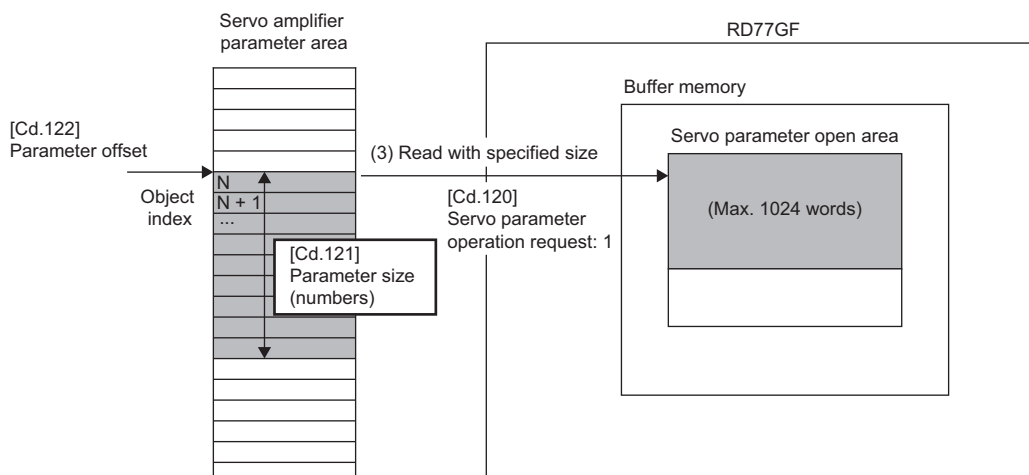 Servo amplifier
parameter area
RD77GF
Buffer memory
[Cd.122]
Parameter offset
Servo parameter open area
(3) Read with specified size
Object
index
N
N + 1
...
[Cd.120]
Servo parameter
operation request: 1
(Max. 1024 words)
[Cd.121]
Parameter size
(numbers)